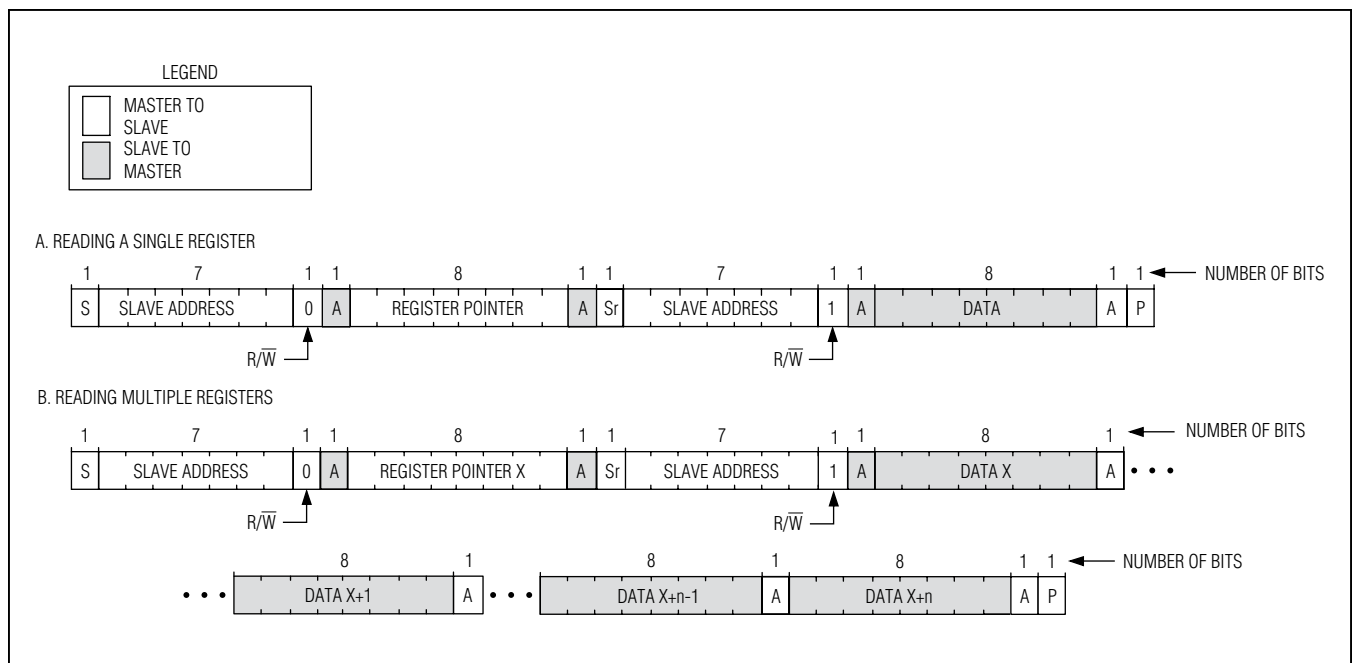 LEGEND
MASTER TO
SLAVE
SLAVE TO
MASTER
A. READING A SINGLE REGISTER
1 7 1 1 8 1 1 7 1 1 8 1 1 NUMBER OF BITS
S SLAVE ADDRESS 0 A REGISTER POINTER A Sr SLAVE ADDRESS 1 A DATA A P
R/W̅ R/W̅
B. READING MULTIPLE REGISTERS
1 7 1 1 8 1 1 7 1 1 8 1 NUMBER OF BITS
S SLAVE ADDRESS 0 A REGISTER POINTER X A Sr SLAVE ADDRESS 1 A DATA X A • • •
R/W̅ R/W̅
8 1 8 1 8 1 1 NUMBER OF BITS
• • • DATA X+1 A • • • DATA X+n-1 A DATA X+n A P